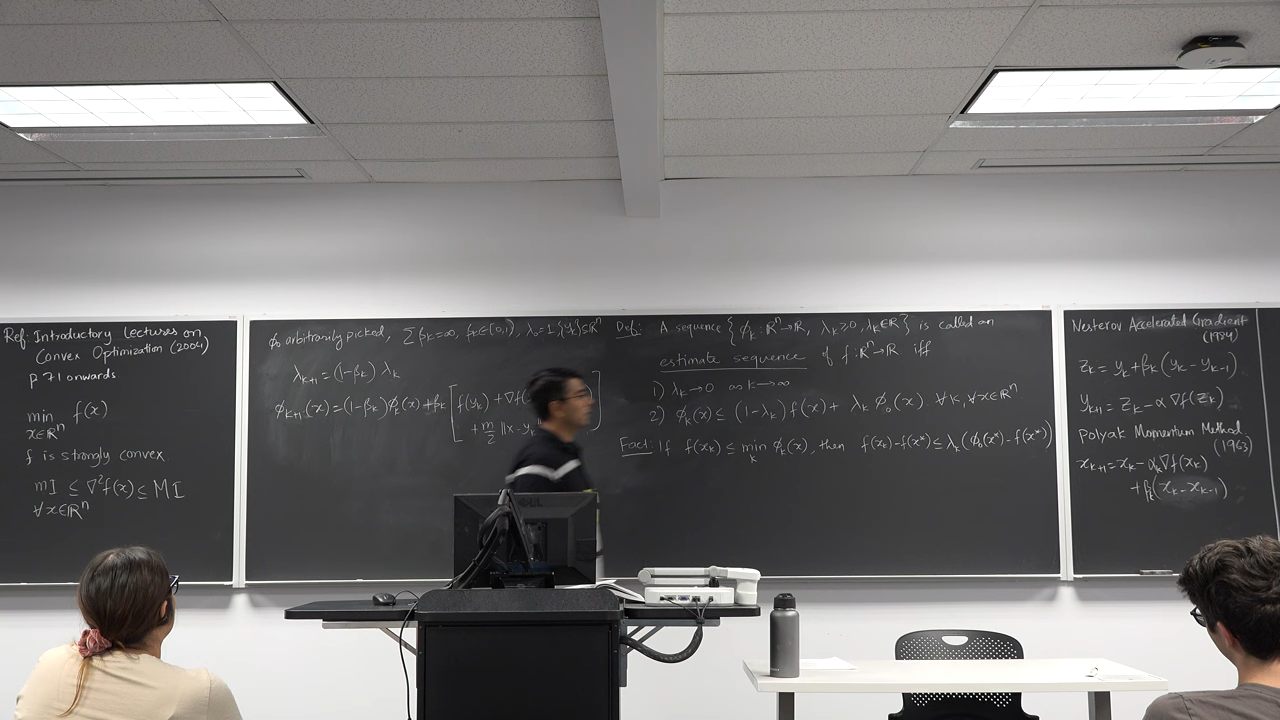 Ref: Introductory Lectures on
Convex Optimization (2004)
p 71 onwards
min f(x)
x∈ℝⁿ
f is strongly convex
mI ≤ ∇²f(x) ≤ MI
∀x∈ℝⁿ
ϕ₀ arbitrarily picked, Σβₖ=∞, βₖ∈[0,1), λ₀=1, {yₖ}⊆ℝⁿ
λₖ₊₁ = (1-βₖ) λₖ
ϕₖ₊₁(x) = (1-βₖ)ϕₖ(x) + βₖ [ f(yₖ) + ∇f(
+ m/2 ||x-yₖ
Def: A sequence {ϕₖ: ℝⁿ→ℝ, λₖ≥0, λₖ∈ℝ} is called an
estimate sequence of f: ℝⁿ→ℝ iff
1) λₖ→0 as k→∞
2) ϕₖ(x) ≤ (1-λₖ) f(x) + λₖ ϕ₀(x) ∀k, ∀x∈ℝⁿ
Fact: If f(xₖ) ≤ min ϕₖ(x), then f(xₖ)-f(x*) ≤ λₖ(ϕ₀(x*)-f(x*))
k
Nesterov Accelerated Gradient
(1984)
zₖ = yₖ + βₖ(yₖ-yₖ₋₁)
yₖ₊₁ = zₖ - α∇f(zₖ)
Polyak Momentum Method
(1963)
xₖ₊₁ = xₖ - αₖ∇f(xₖ)
+ βₖ(xₖ-xₖ₋₁)
DELL